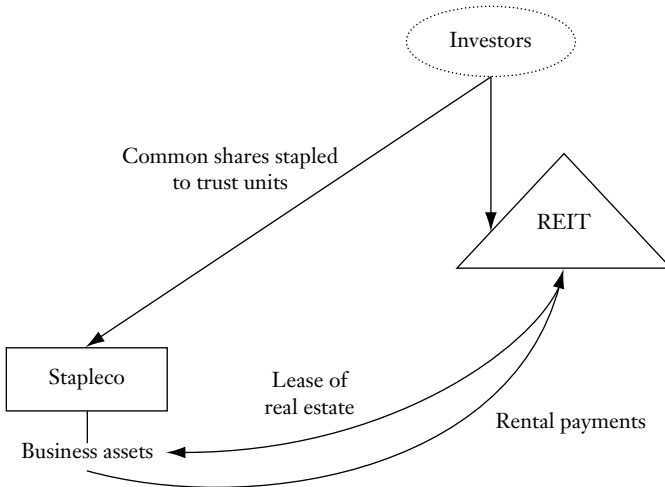 Investors
Common shares stapled
to trust units
REIT
Stapleco
Lease of
real estate
Rental payments
Business assets